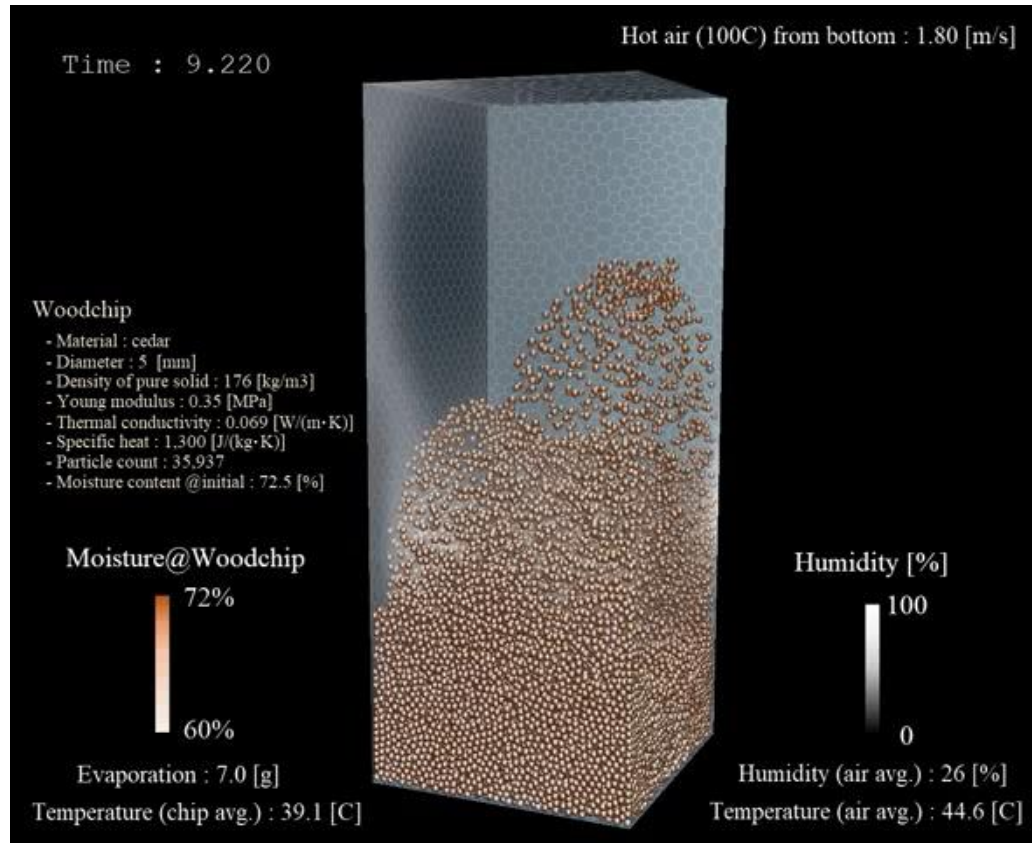 Hot air (100C) from bottom : 1.80 [m/s]
Time : 9.220
Woodchip
- Material : cedar
- Diameter : 5 [mm]
- Density of pure solid : 176 [kg/m3]
- Young modulus : 0.35 [MPa]
- Thermal conductivity : 0.069 [W/(m・K)]
- Specific heat : 1,300 [J/(kg・K)]
- Particle count : 35,937
- Moisture content @initial : 72.5 [%]
Moisture@Woodchip
72%
60%
Evaporation : 7.0 [g]
Temperature (chip avg.) : 39.1 [C]
Humidity [%]
100
0
Humidity (air avg.) : 26 [%]
Temperature (air avg.) : 44.6 [C]